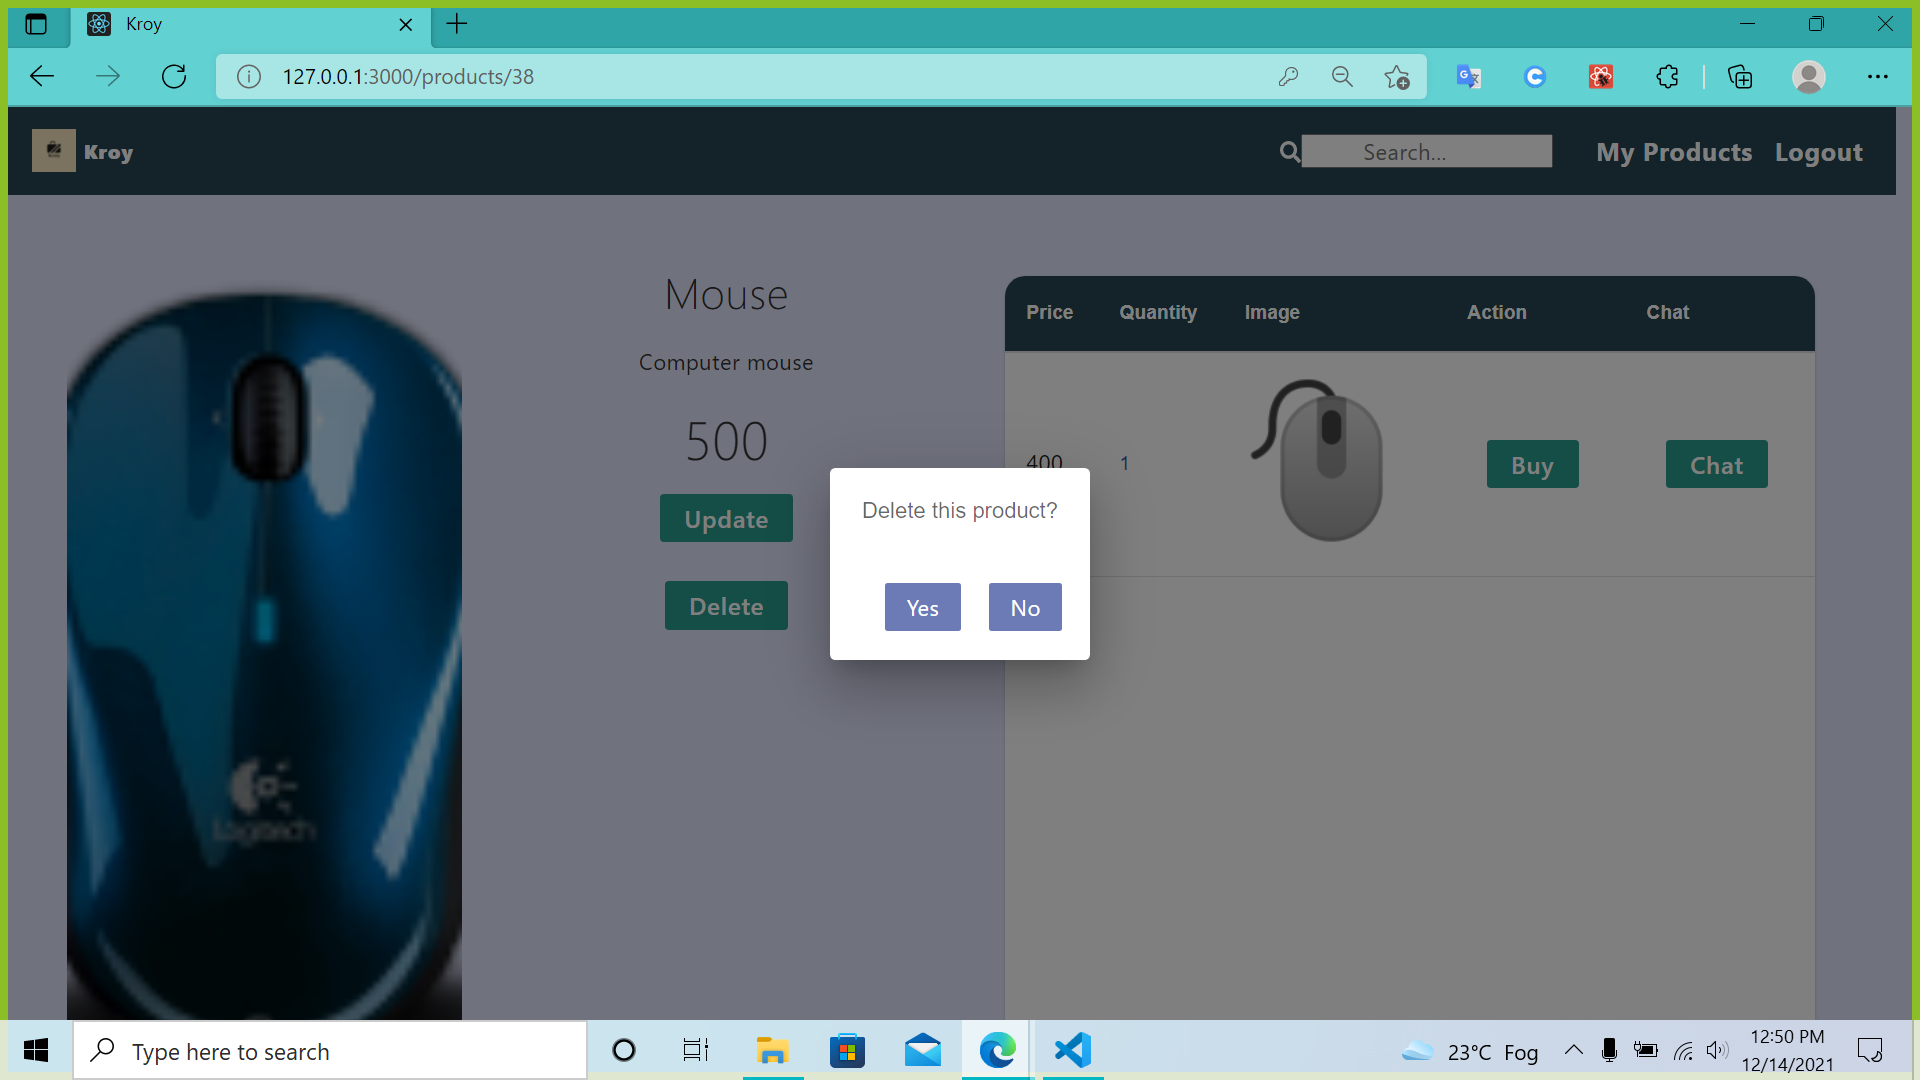 Kroy
127.0.0.1:3000/products/38
Kroy
Search...
My Products
Logout
Mouse
Computer mouse
500
Update
Delete
Price Quantity Image Action Chat
400 1 Buy Chat
Delete this product?
Yes No
Logitech
Type here to search
23°C Fog
12:50 PM
12/14/2021